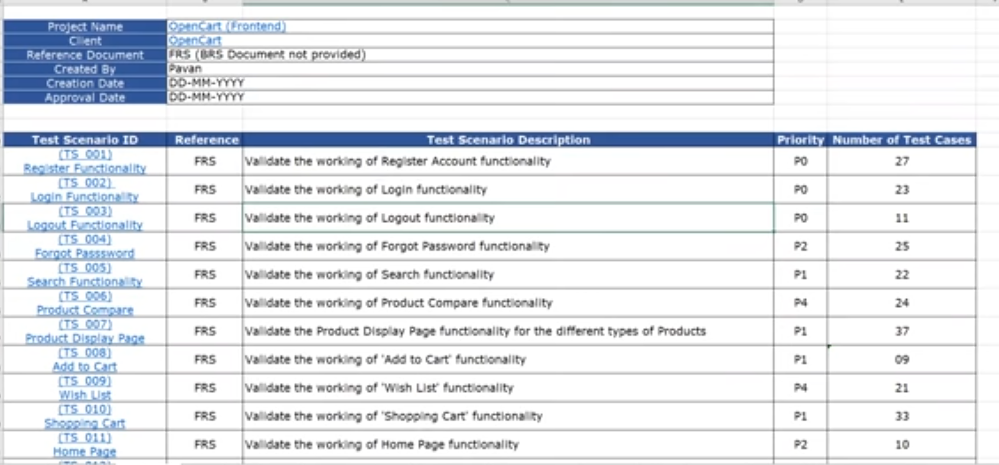 Project Name OpenCart (Frontend)
Client OpenCart
Reference Document FRS (BRS Document not provided)
Created By Pavan
Creation Date DD-MM-YYYY
Approval Date DD-MM-YYYY
Test Scenario ID Reference Test Scenario Description Priority Number of Test Cases
(TS_001)
Register Functionality FRS Validate the working of Register Account functionality P0 27
(TS_002)
Login Functionality FRS Validate the working of Login functionality P0 23
(TS_003)
Logout Functionality FRS Validate the working of Logout functionality P0 11
(TS_004)
Forgot Passsword FRS Validate the working of Forgot Password functionality P2 25
(TS_005)
Search Functionality FRS Validate the working of Search functionality P1 22
(TS_006)
Product Compare FRS Validate the working of Product Compare functionality P4 24
(TS_007)
Product Display Page FRS Validate the Product Display Page functionality for the different types of Products P1 37
(TS_008)
Add to Cart FRS Validate the working of 'Add to Cart' functionality P1 09
(TS_009)
Wish List FRS Validate the working of 'Wish List' functionality P4 21
(TS_010)
Shopping Cart FRS Validate the working of 'Shopping Cart' functionality P1 33
(TS_011)
Home Page FRS Validate the working of Home Page functionality P2 10